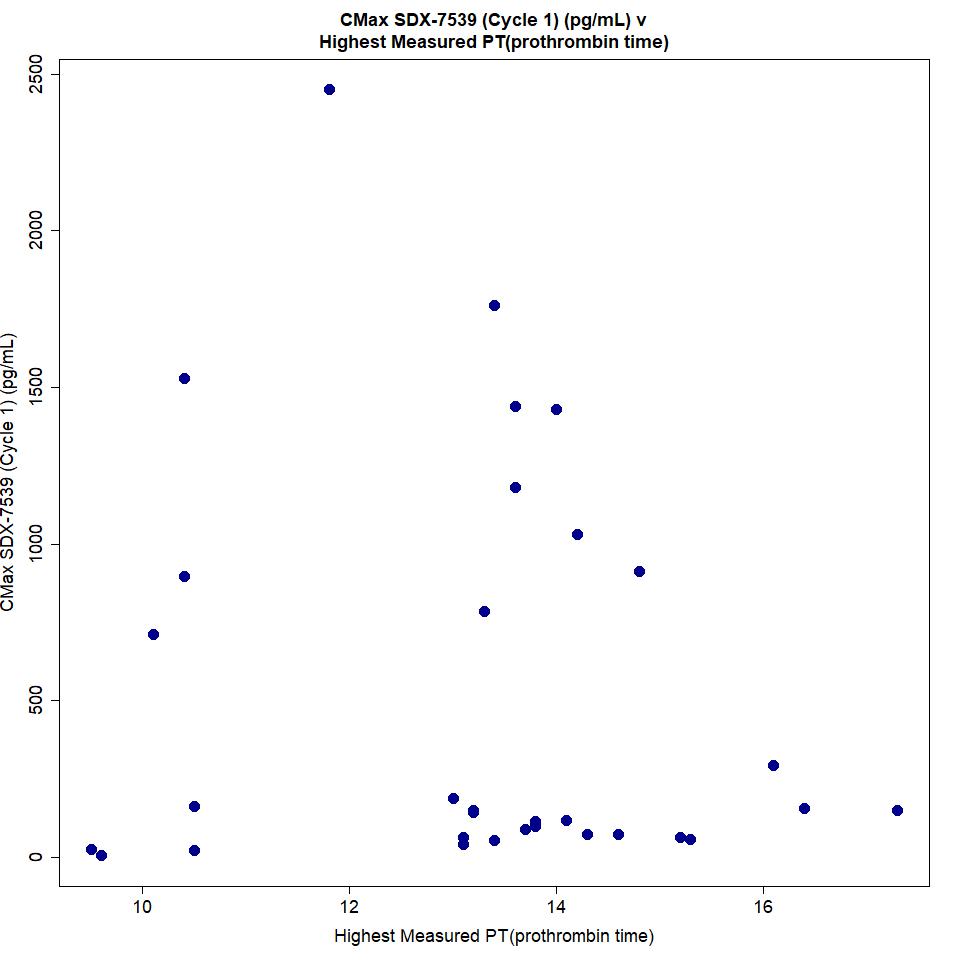 CMax SDX-7539 (Cycle 1) (pg/mL) v
Highest Measured PT(prothrombin time)
CMax SDX-7539 (Cycle 1) (pg/mL)
2500
2000
1500
1000
500
0
10
12
14
16
Highest Measured PT(prothrombin time)